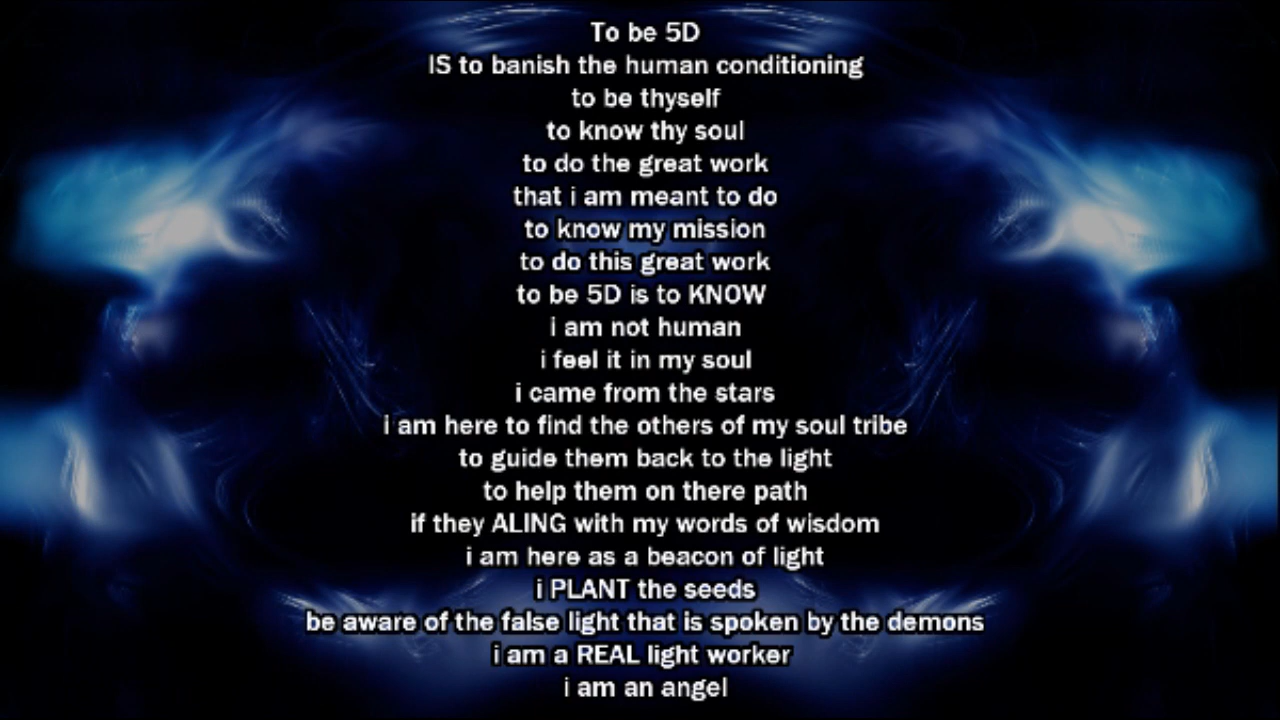 To be 5D
IS to banish the human conditioning
to be thyself
to know thy soul
to do the great work
that i am meant to do
to know my mission
to do this great work
to be 5D is to KNOW
i am not human
i feel it in my soul
i came from the stars
i am here to find the others of my soul tribe
to guide them back to the light
to help them on there path
if they ALING with my words of wisdom
i am here as a beacon of light
i PLANT the seeds
be aware of the false light that is spoken by the demons
i am a REAL light worker
i am an angel